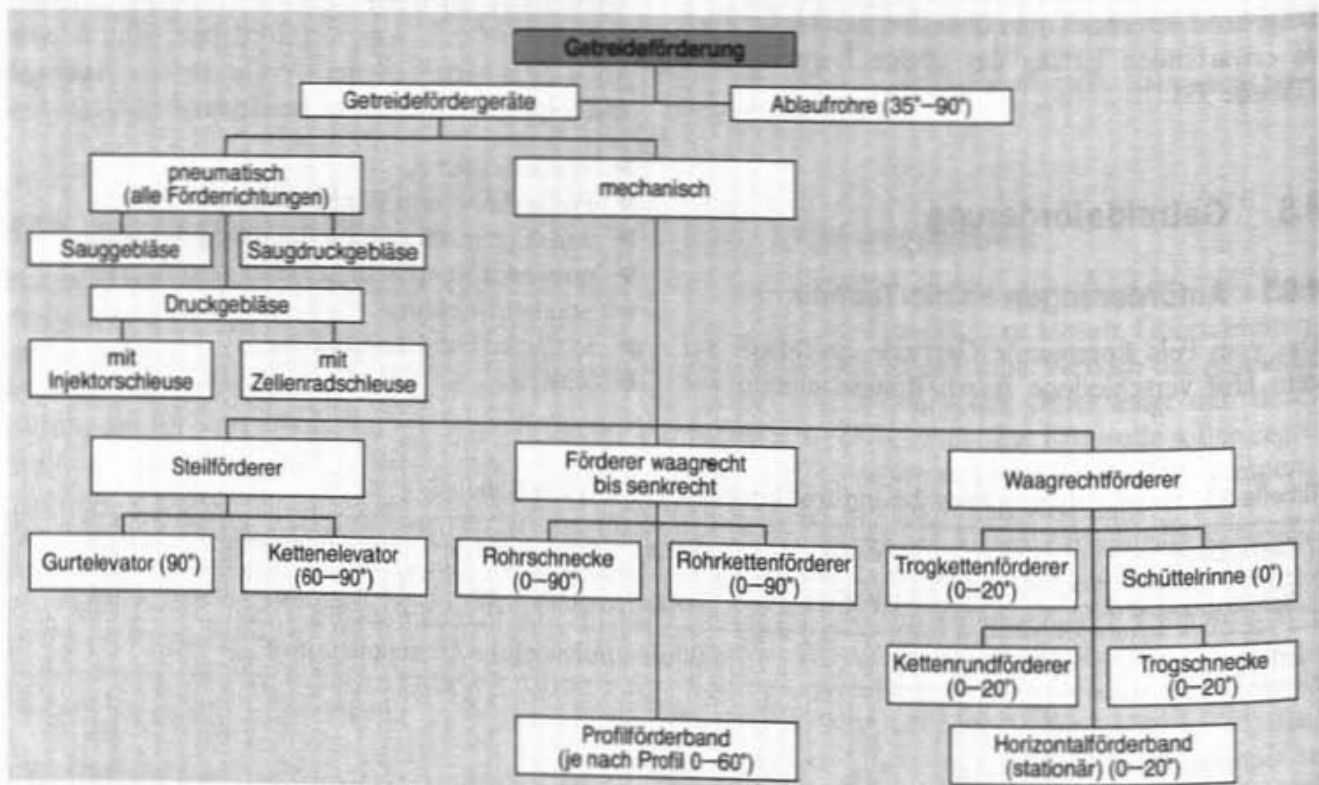 Getreideförderung
Getreidefördergeräte
Ablaufrohre (35°–90°)
pneumatisch
(alle Förderrichtungen)
mechanisch
Sauggebläse
Saugdruckgebläse
Druckgebläse
mit
Injektorschleuse
mit
Zellenradschleuse
Steilförderer
Förderer waagrecht
bis senkrecht
Waagrechtförderer
Gurtelevator (90°)
Kettenelevator
(60–90°)
Rohrschnecke
(0–90°)
Rohrkettenförderer
(0–90°)
Trogkettenförderer
(0–20°)
Schüttelrinne (0°)
Kettenrundförderer
(0–20°)
Trogschnecke
(0–20°)
Profilförderband
(je nach Profil 0–60°)
Horizontalförderband
(stationär) (0–20°)